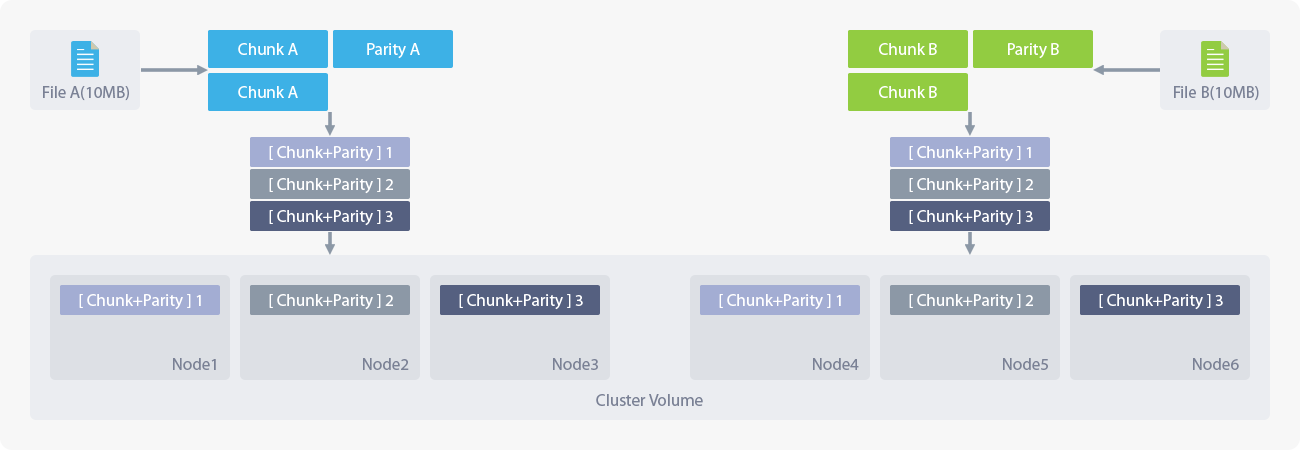 File A(10MB)
Chunk A
Parity A
Chunk A
[ Chunk+Parity ] 1
[ Chunk+Parity ] 2
[ Chunk+Parity ] 3
Chunk B
Parity B
Chunk B
File B(10MB)
[ Chunk+Parity ] 1
[ Chunk+Parity ] 2
[ Chunk+Parity ] 3
[ Chunk+Parity ] 1
Node1
[ Chunk+Parity ] 2
Node2
[ Chunk+Parity ] 3
Node3
[ Chunk+Parity ] 1
Node4
[ Chunk+Parity ] 2
Node5
[ Chunk+Parity ] 3
Node6
Cluster Volume